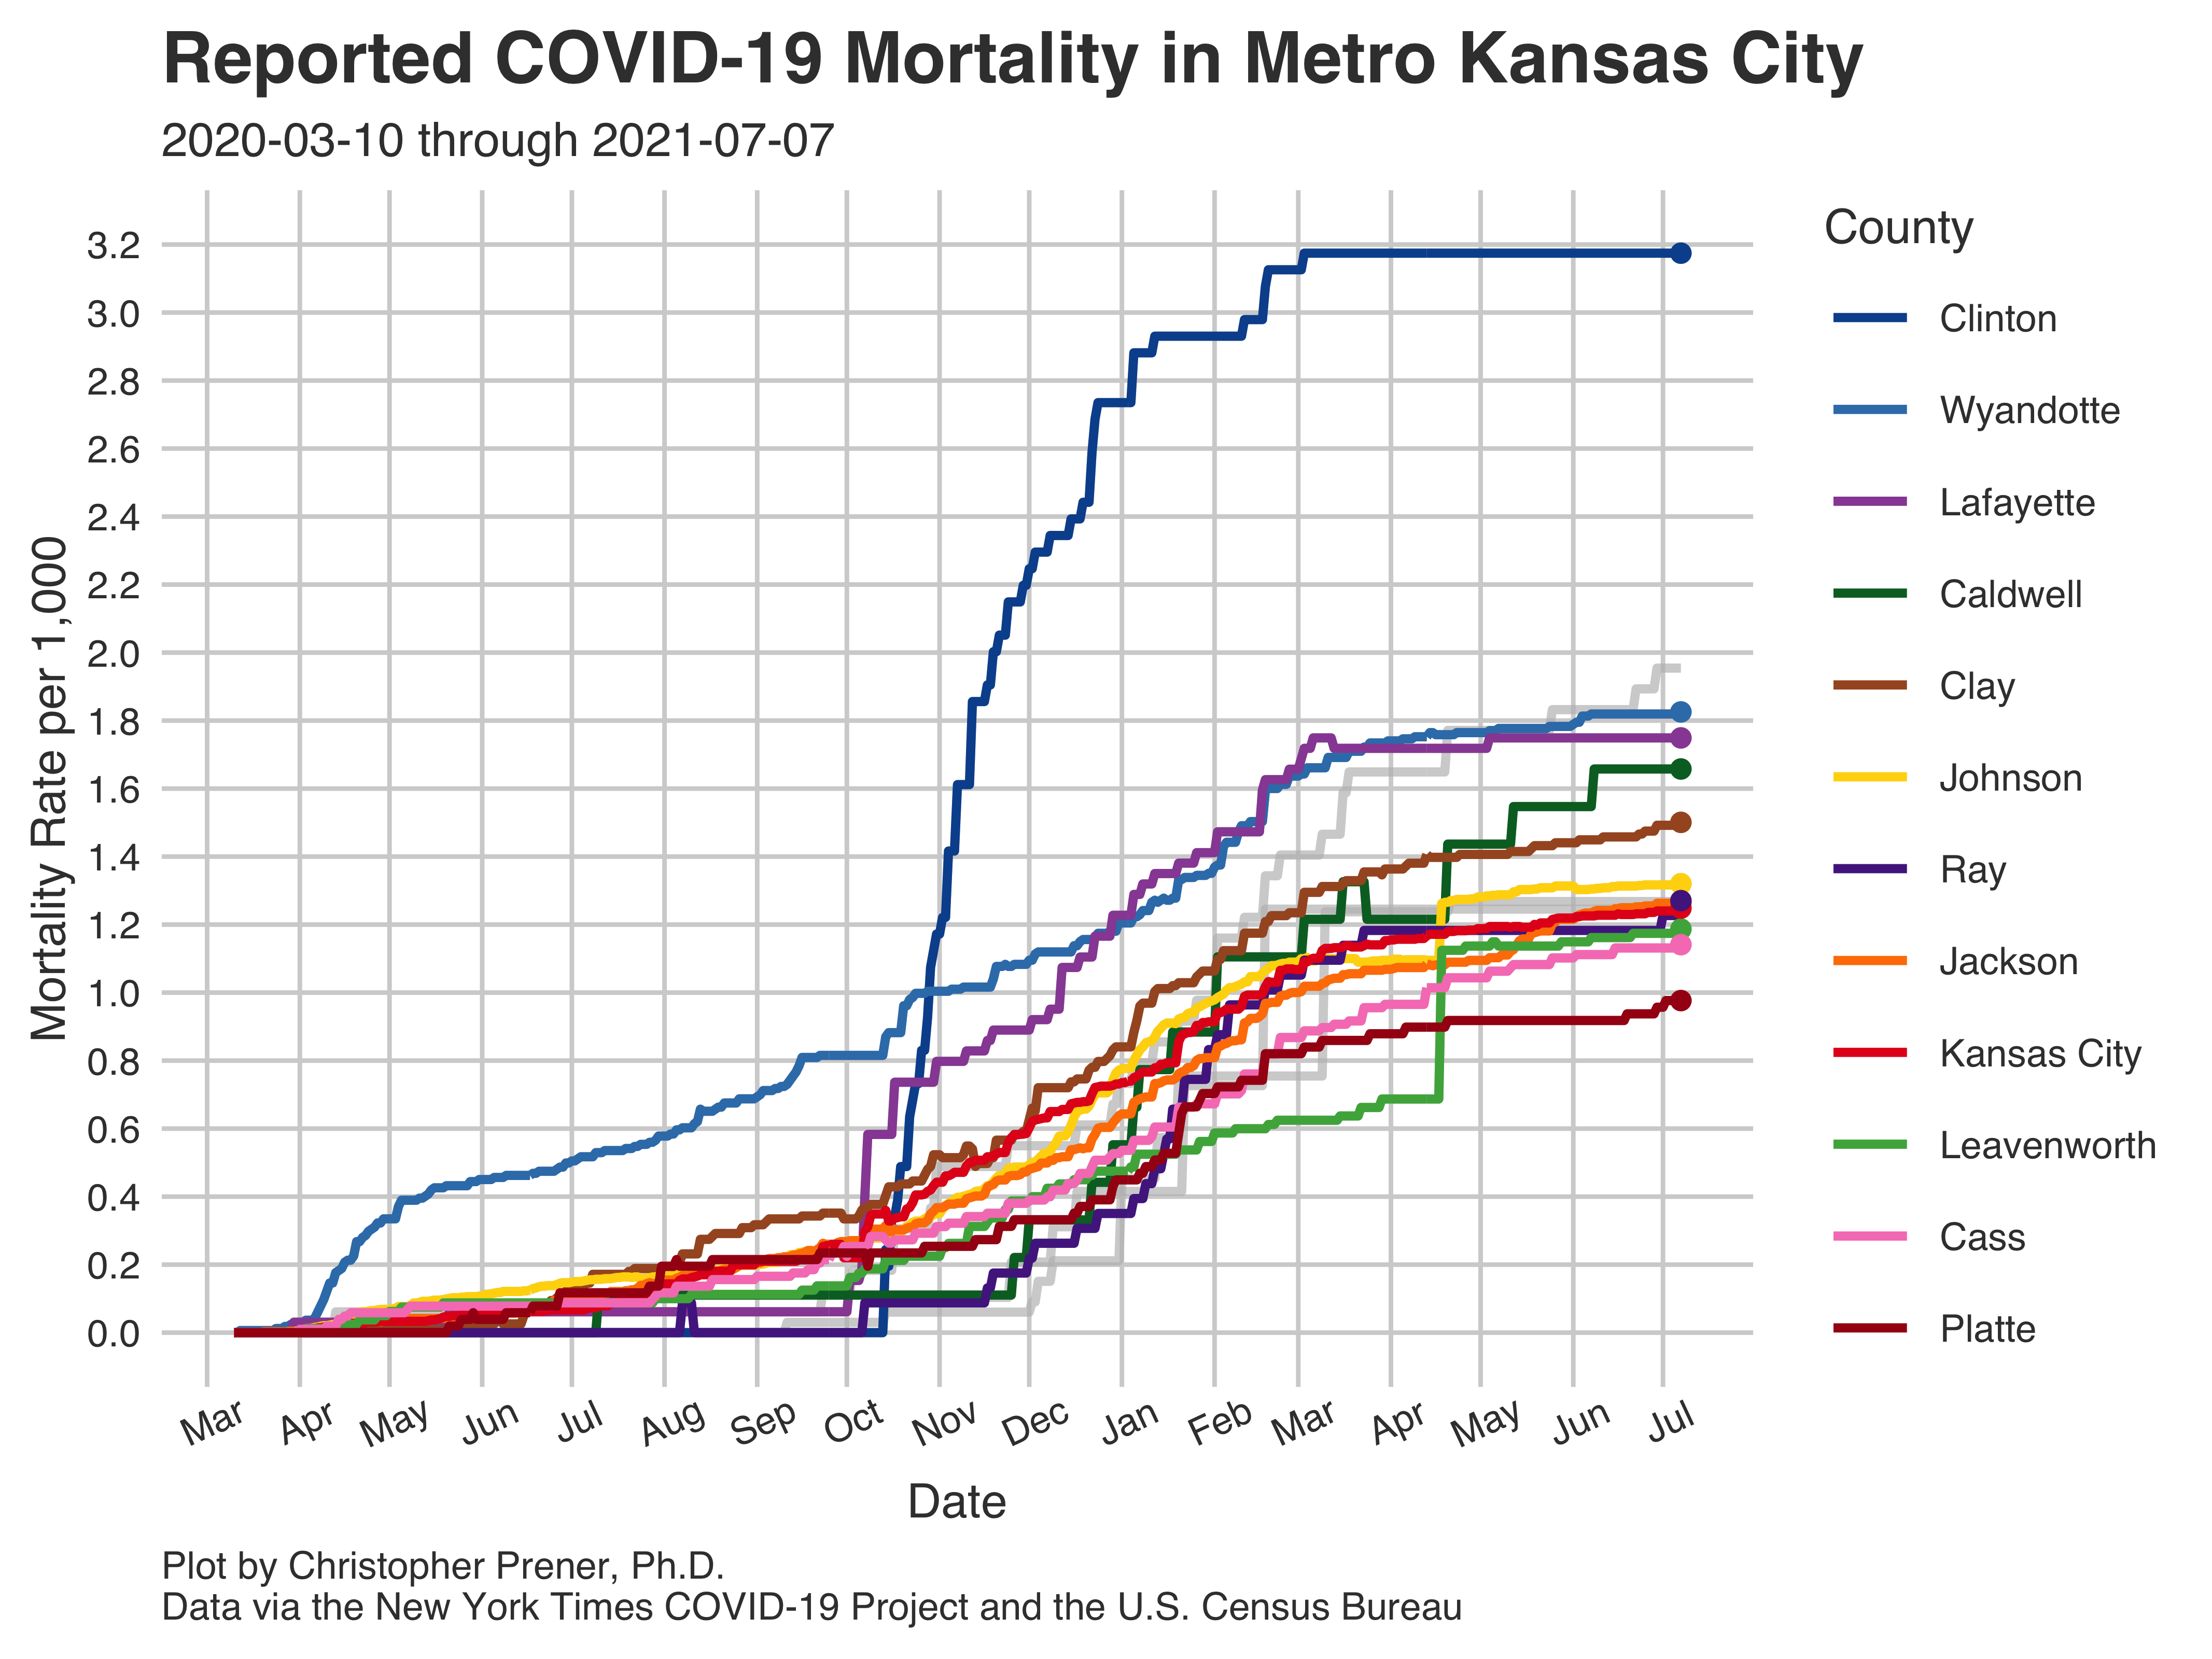 Reported COVID-19 Mortality in Metro Kansas City
2020-03-10 through 2021-07-07
Mortality Rate per 1,000
3.2
3.0
2.8
2.6
2.4
2.2
2.0
1.8
1.6
1.4
1.2
1.0
0.8
0.6
0.4
0.2
0.0
Mar Apr May Jun Jul Aug Sep Oct Nov Dec Jan Feb Mar Apr May Jun Jul
Date
County
Clinton
Wyandotte
Lafayette
Caldwell
Clay
Johnson
Ray
Jackson
Kansas City
Leavenworth
Cass
Platte
Plot by Christopher Prener, Ph.D.
Data via the New York Times COVID-19 Project and the U.S. Census Bureau